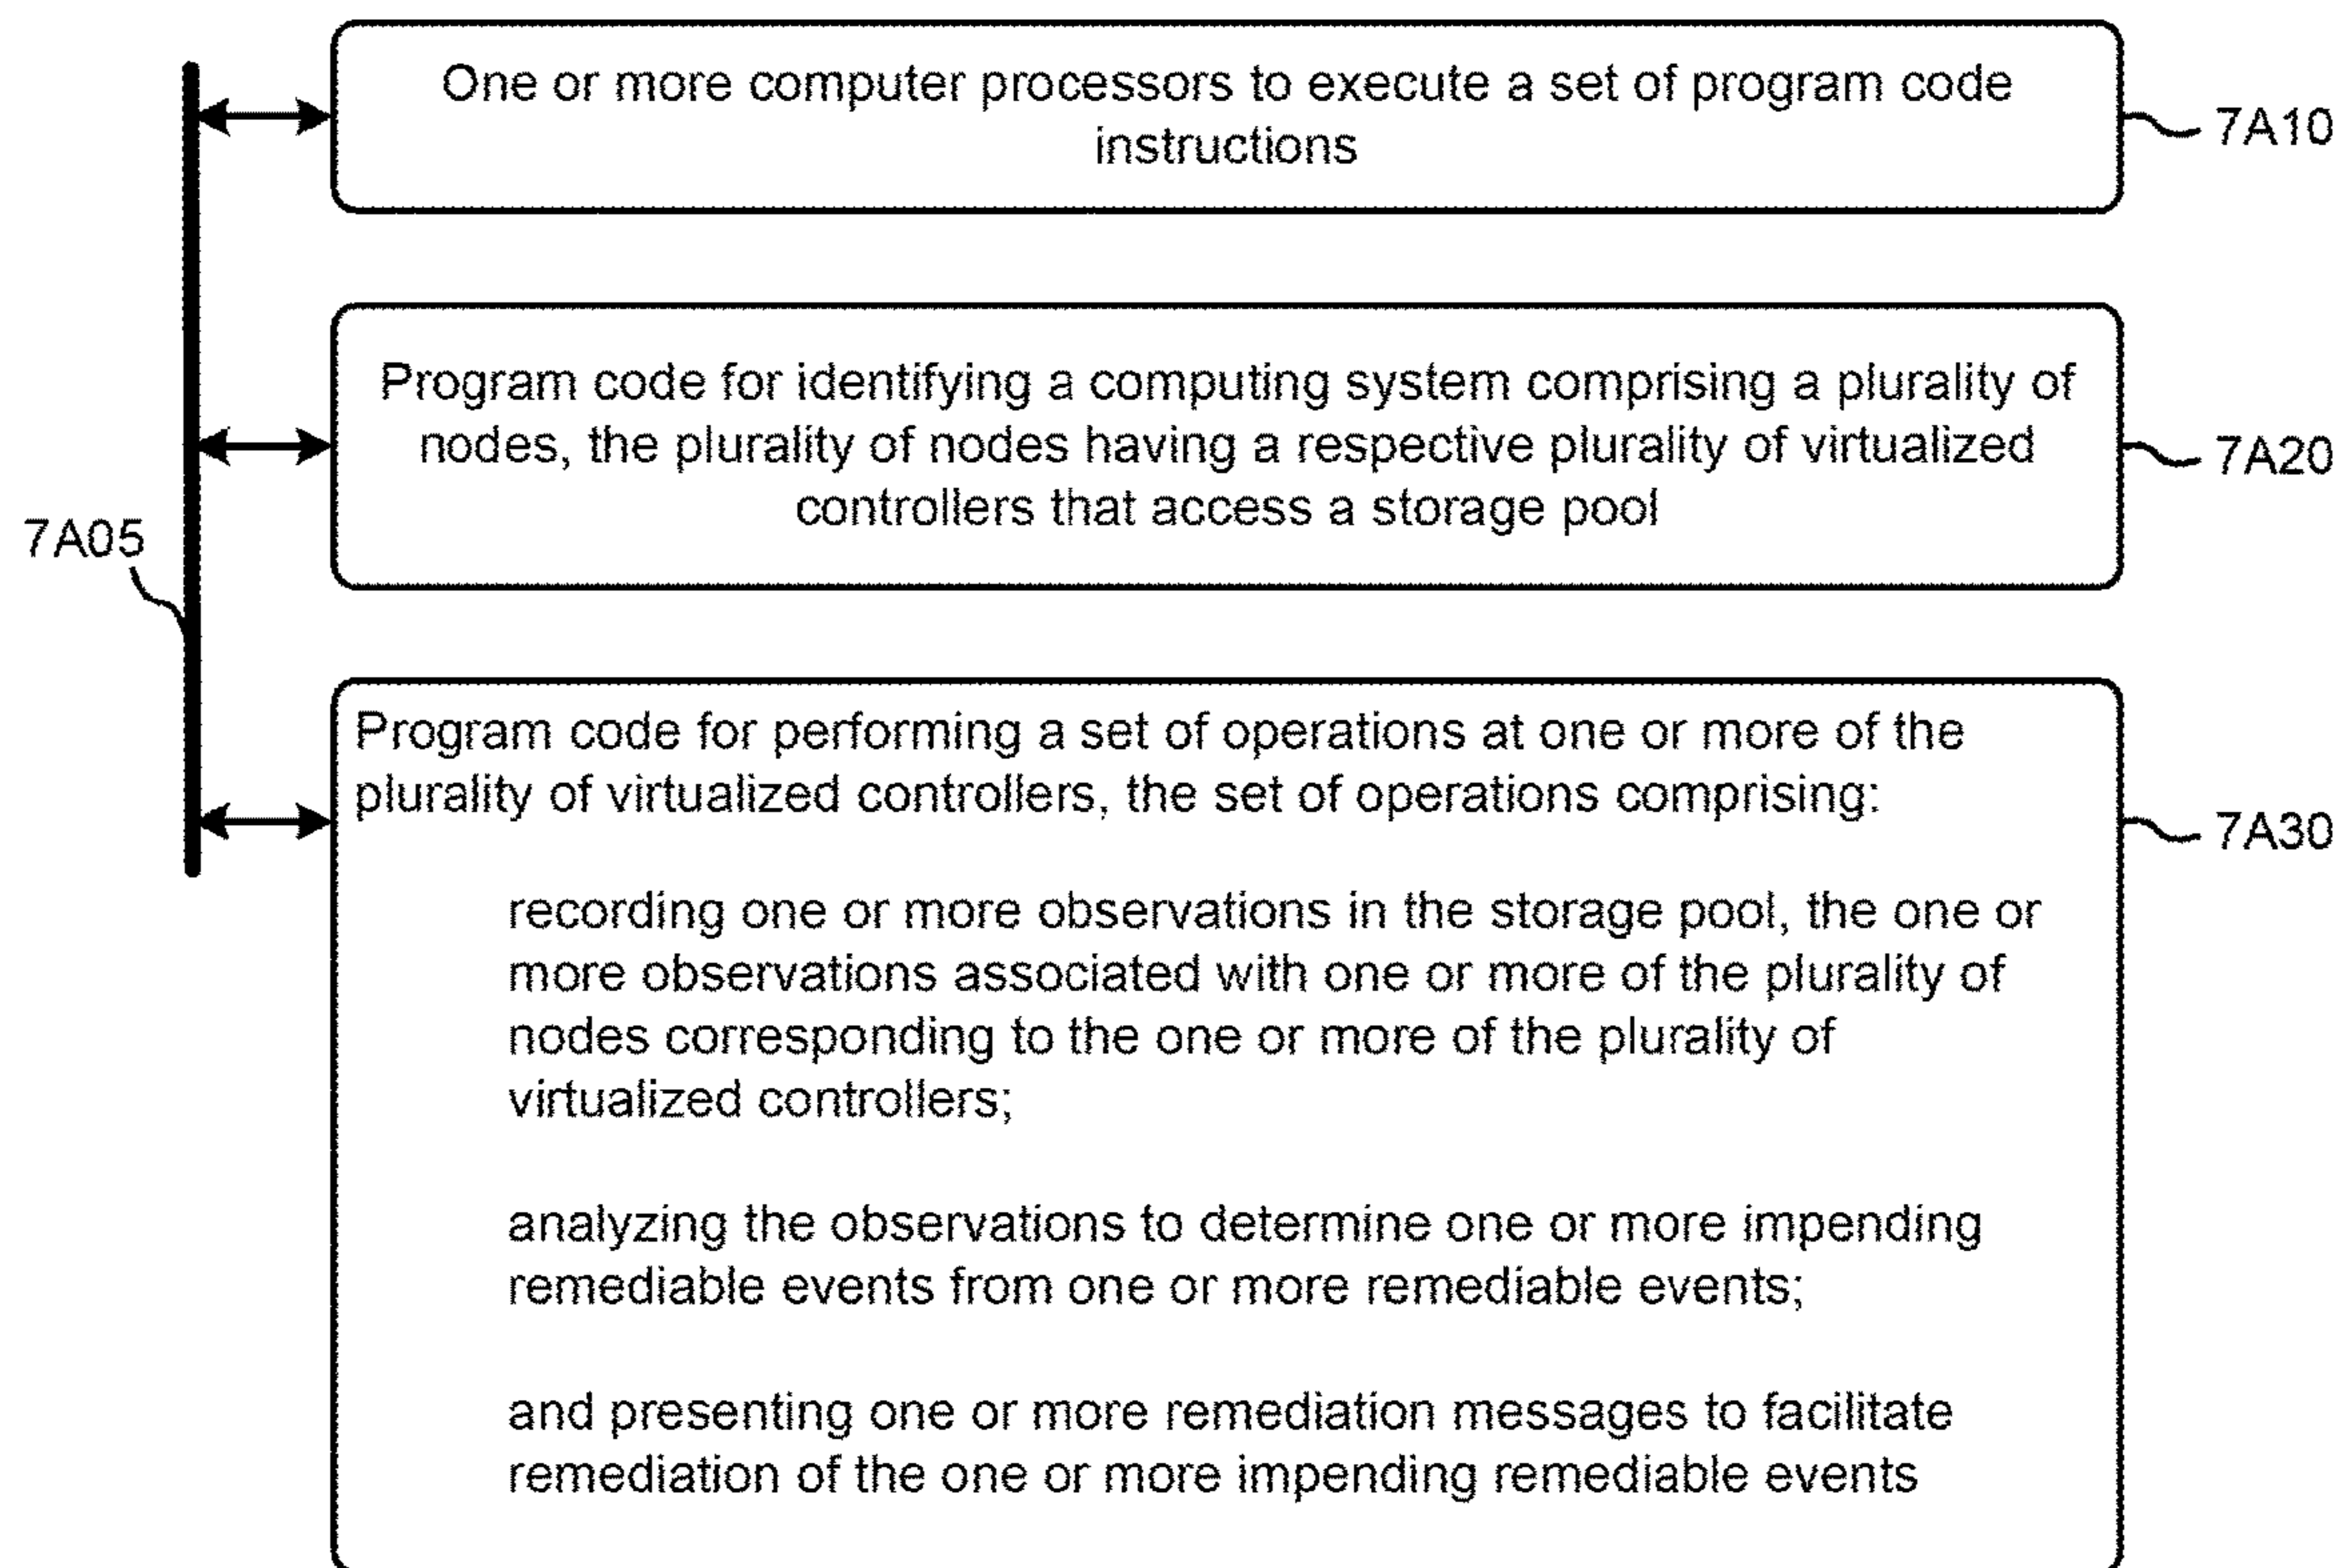 One or more computer processors to execute a set of program code
instructions
7A10
Program code for identifying a computing system comprising a plurality of
nodes, the plurality of nodes having a respective plurality of virtualized
controllers that access a storage pool
7A20
7A05
Program code for performing a set of operations at one or more of the
plurality of virtualized controllers, the set of operations comprising:
7A30
recording one or more observations in the storage pool, the one or
more observations associated with one or more of the plurality of
nodes corresponding to the one or more of the plurality of
virtualized controllers;
analyzing the observations to determine one or more impending
remediable events from one or more remediable events;
and presenting one or more remediation messages to facilitate
remediation of the one or more impending remediable events